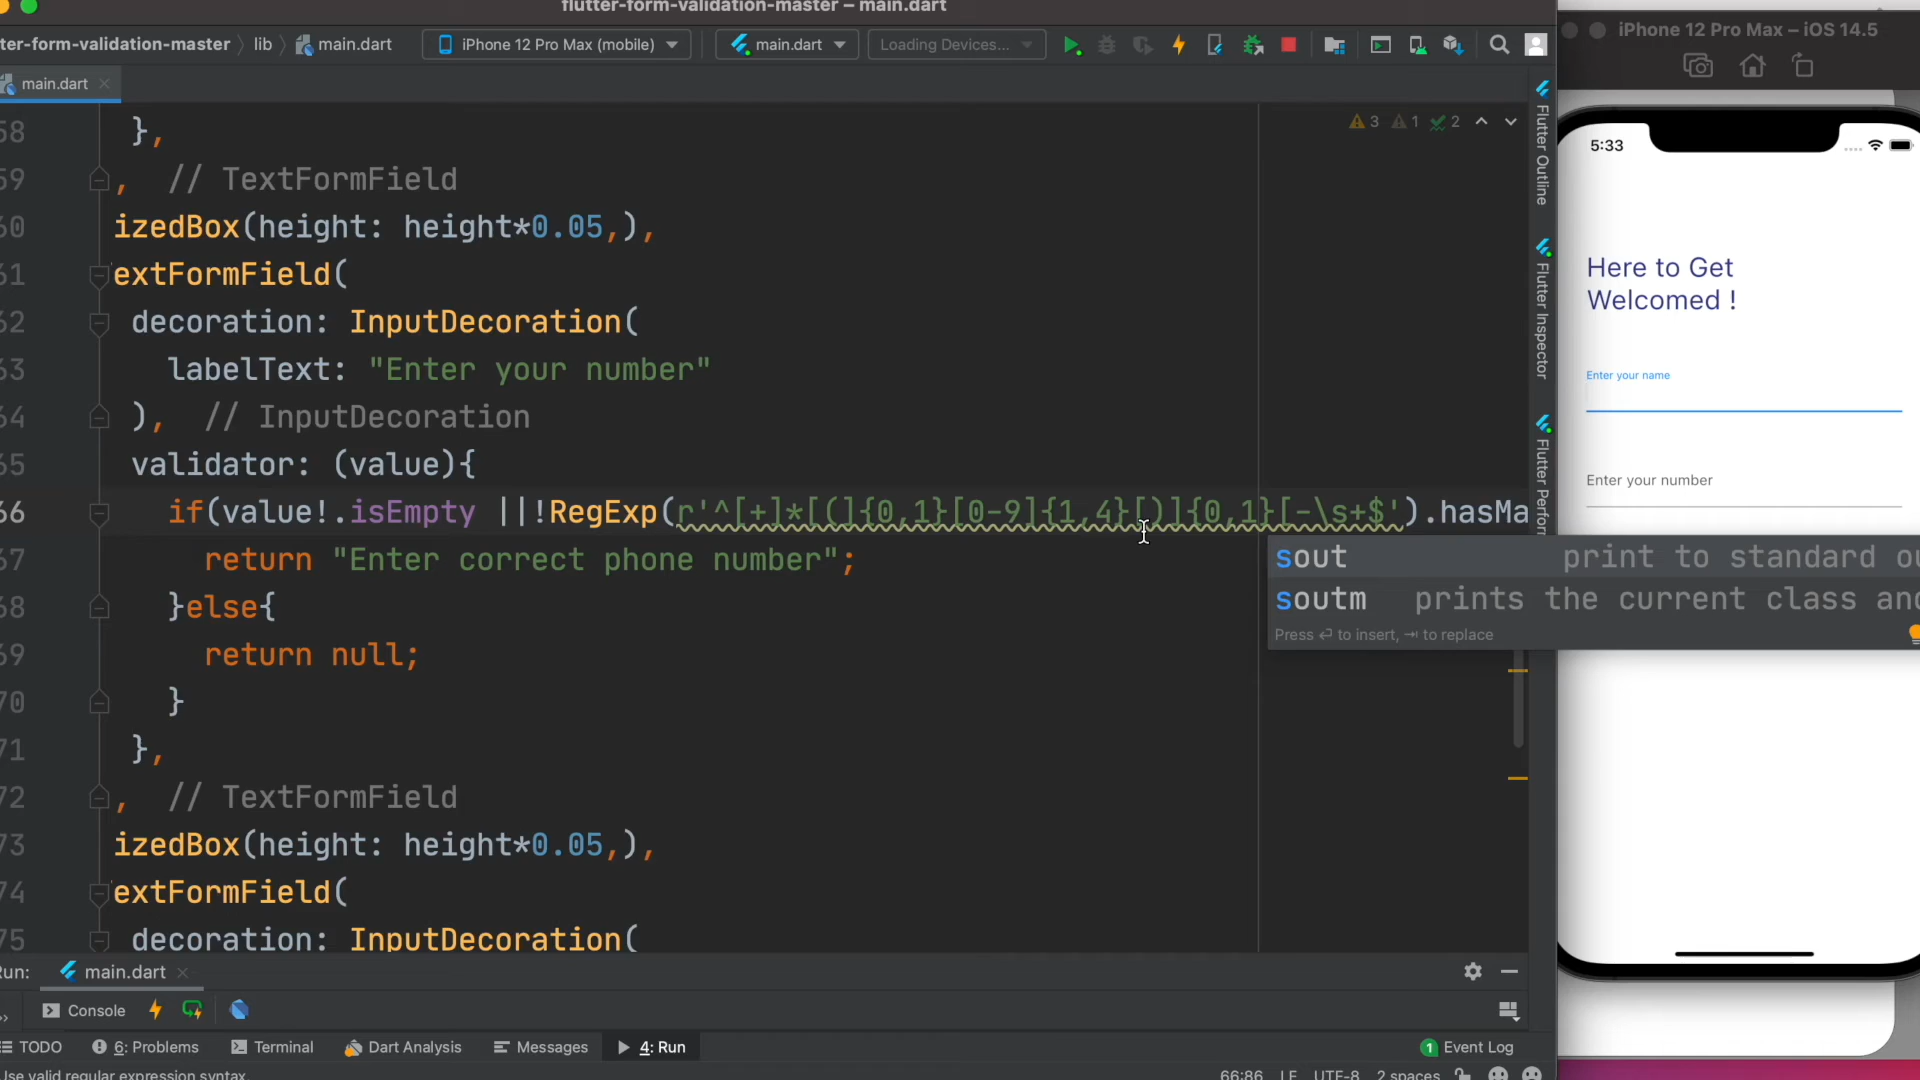 flutter-form-validation-master – main.dart
ter-form-validation-master
lib
main.dart
iPhone 12 Pro Max (mobile)
main.dart
Loading Devices...
main.dart
3
1
2
58
},
59
, // TextFormField
60
izedBox(height: height*0.05,),
61
extFormField(
62
decoration: InputDecoration(
63
labelText: "Enter your number"
64
), // InputDecoration
65
validator: (value){
66
if(value!.isEmpty ||!RegExp(r'^[+]*[(]{0,1}[0-9]{1,4}[)]{0,1}[-\s+$').hasMa
67
return "Enter correct phone number";
68
}else{
69
return null;
70
}
71
},
72
, // TextFormField
73
izedBox(height: height*0.05,),
74
extFormField(
75
decoration: InputDecoration(
sout print to standard ou
soutm prints the current class and
Press ↩ to insert, ⇥ to replace
Flutter Outline
Flutter Inspector
Flutter Perform
iPhone 12 Pro Max – iOS 14.5
5:33
Here to Get
Welcomed !
Enter your name
Enter your number
Run:
main.dart
Console
TODO
6: Problems
Terminal
Dart Analysis
Messages
4: Run
1 Event Log
Use valid regular expression syntax.
66:86
LF
UTF-8
2 spaces